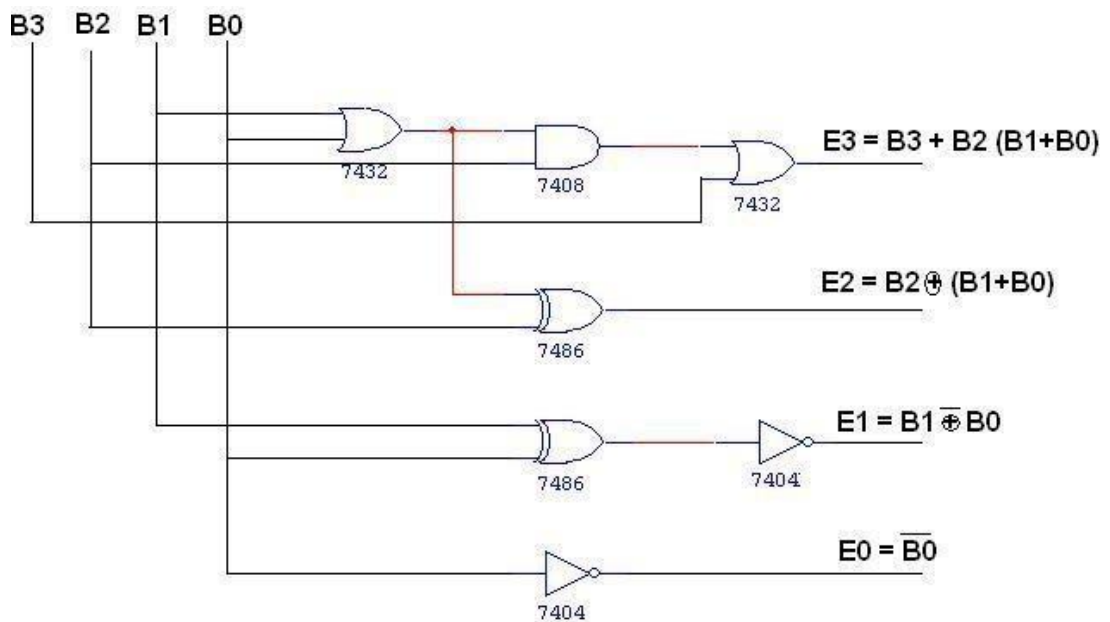 B3 B2 B1 B0
7432
7408
7432
E3 = B3 + B2 (B1+B0)
E2 = B2 ⊕ (B1+B0)
7486
E1 = B1 ⊕̅ B0
7486
7404
E0 = B̅0̅
7404